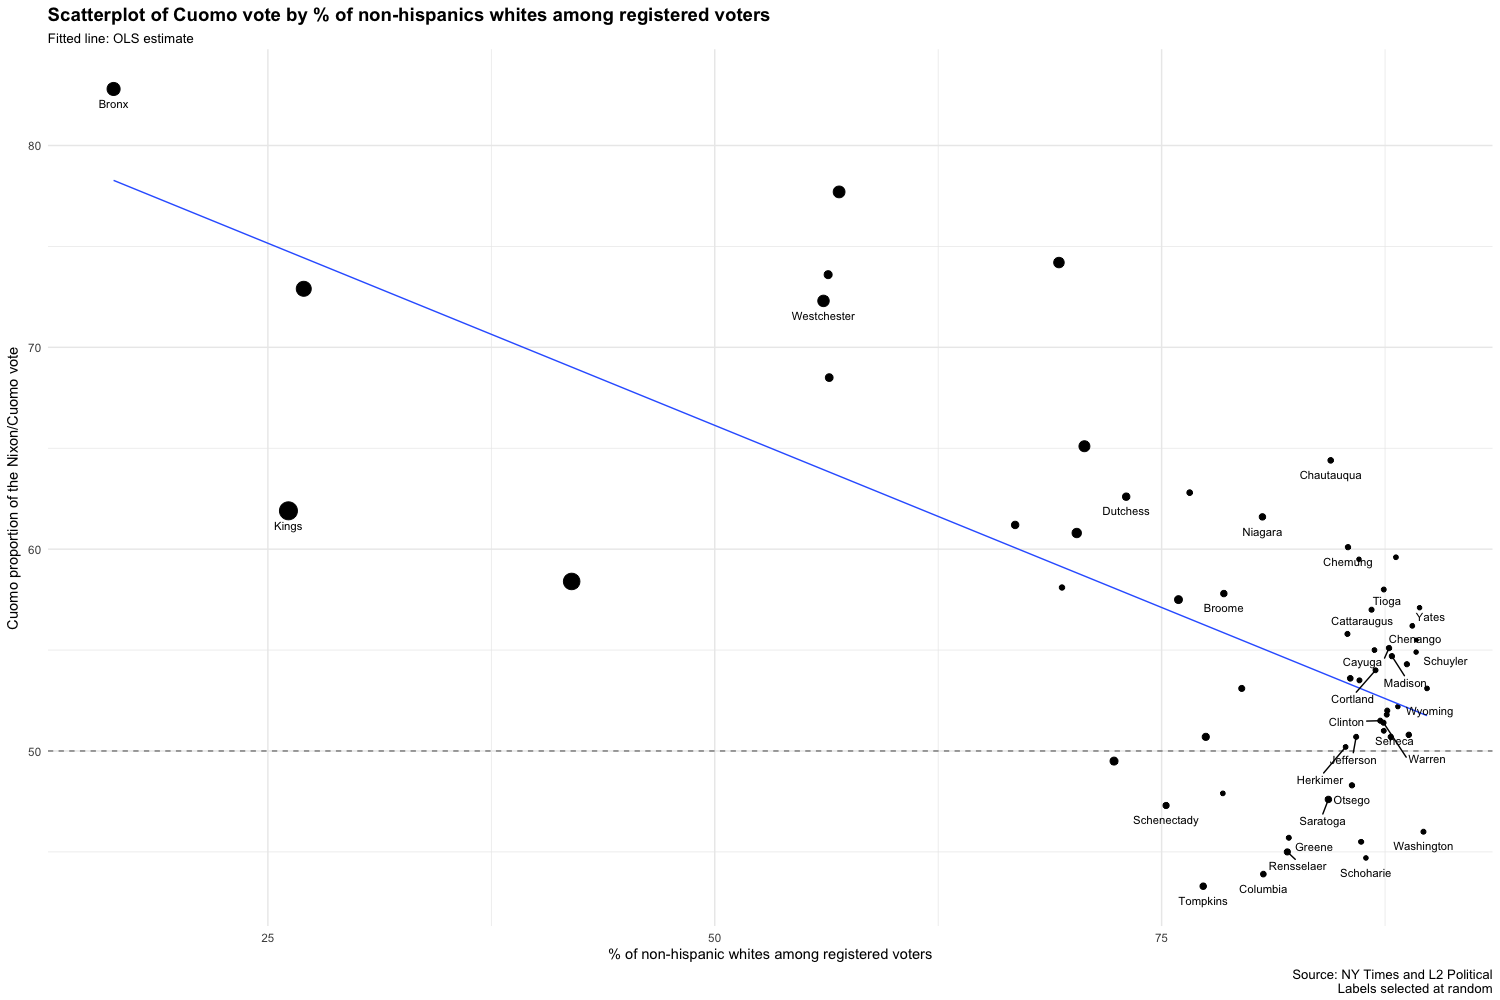 Scatterplot of Cuomo vote by % of non-hispanics whites among registered voters
Fitted line: OLS estimate
Cuomo proportion of the Nixon/Cuomo vote
80
70
60
50
Bronx
Westchester
Kings
Chautauqua
Dutchess
Niagara
Chemung
Tioga
Broome
Yates
Cattaraugus
Chenango
Cayuga
Schuyler
Madison
Cortland
Wyoming
Clinton
Seneca
Jefferson
Warren
Herkimer
Otsego
Schenectady
Saratoga
Greene
Washington
Rensselaer
Schoharie
Columbia
Tompkins
25
50
75
% of non-hispanic whites among registered voters
Source: NY Times and L2 Political
Labels selected at random